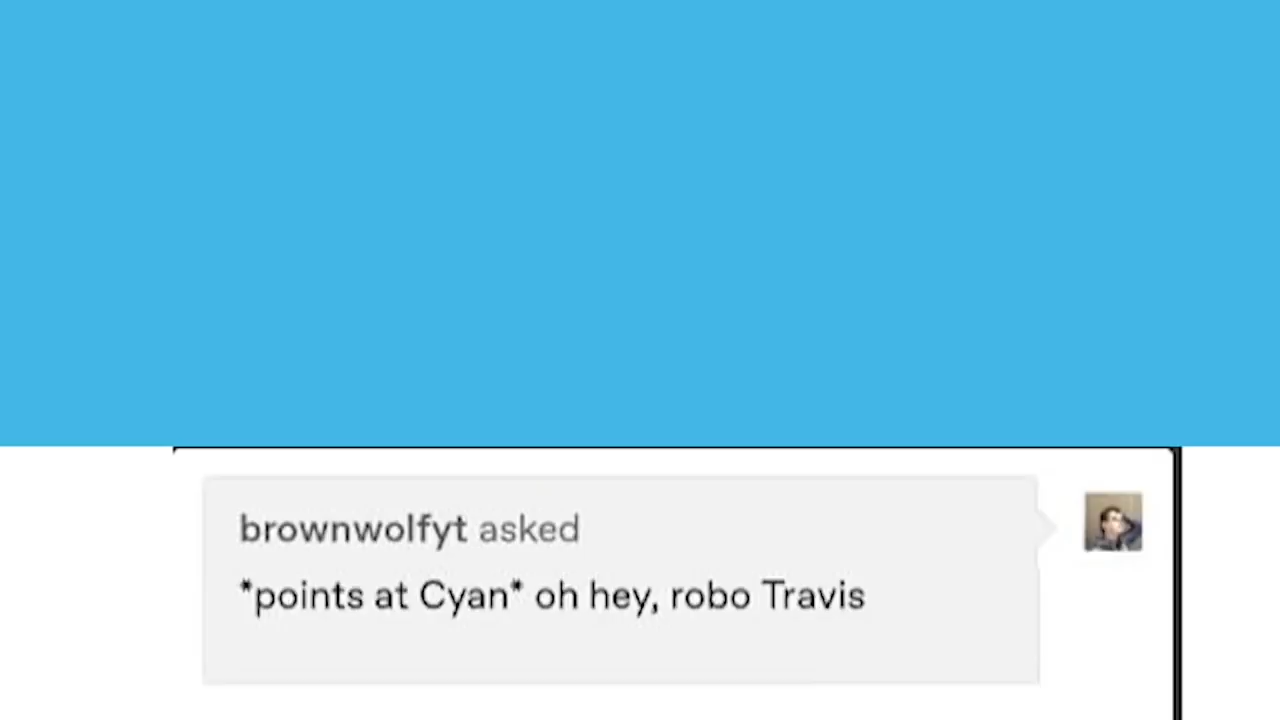 brownwolfyt asked
*points at Cyan* oh hey, robo Travis